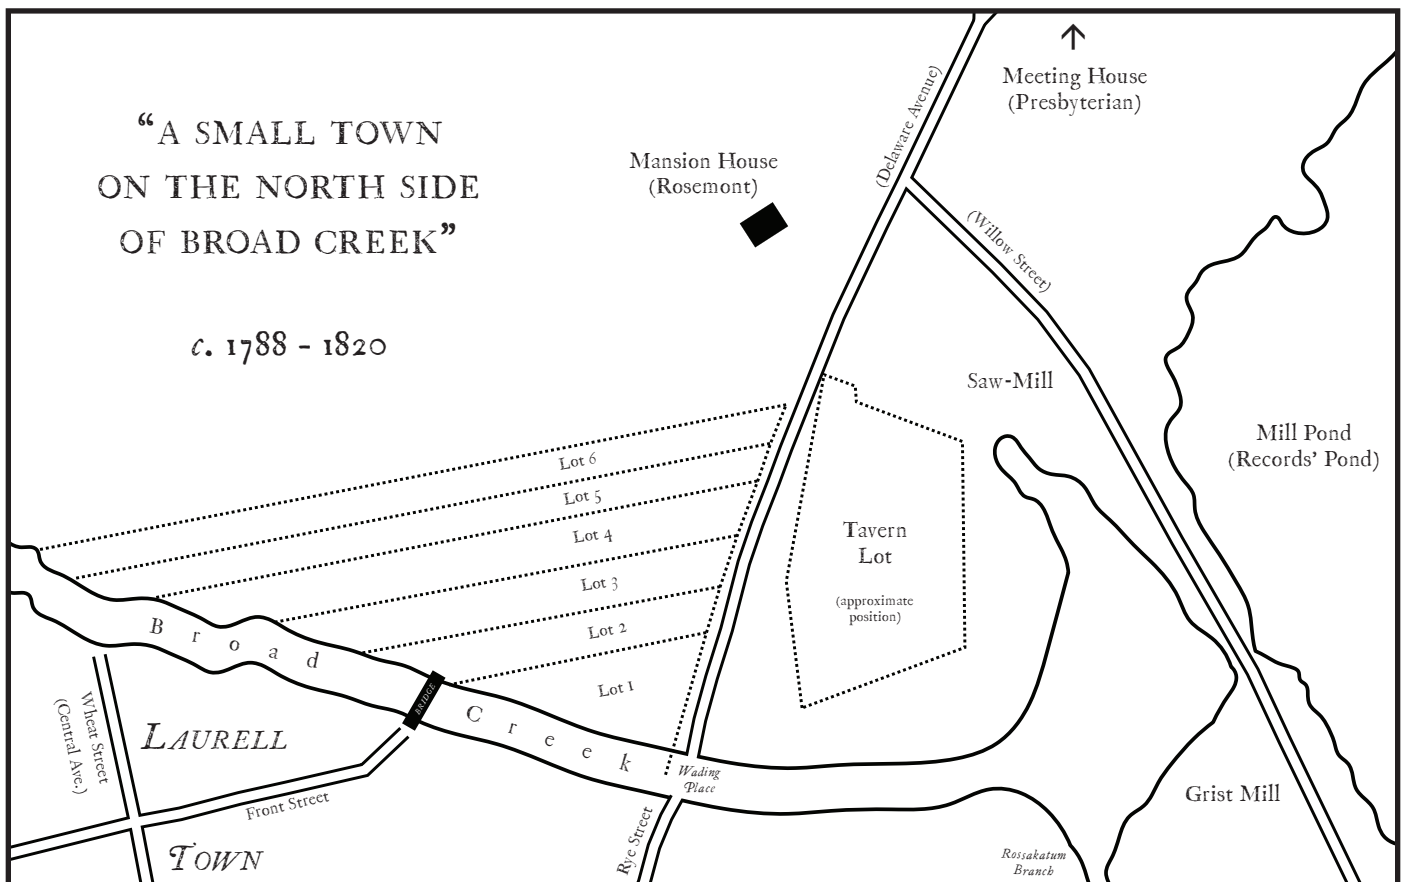 “A SMALL TOWN
ON THE NORTH SIDE
OF BROAD CREEK”
c. 1788 - 1820
Meeting House
(Presbyterian)
(Delaware Avenue)
Mansion House
(Rosemont)
(Willow Street)
Saw-Mill
Mill Pond
(Records’ Pond)
Lot 6
Lot 5
Lot 4
Lot 3
Lot 2
Lot 1
Tavern
Lot
(approximate
position)
Broad
Creek
BRIDGE
Wading
Place
Wheat Street
(Central Ave.)
LAURELL
TOWN
Front Street
Rye Street
Grist Mill
Rossakatum
Branch